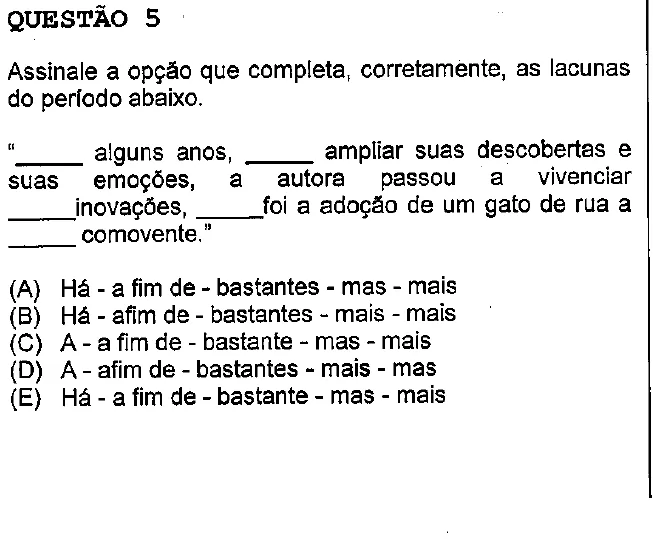 QUESTÃO 5
Assinale a opção que completa, corretamente, as lacunas
do período abaixo.
"_____ alguns anos, _____ ampliar suas descobertas e
suas emoções, a autora passou a vivenciar
_____inovações, _____foi a adoção de um gato de rua a
_____ comovente."
(A) Há - a fim de - bastantes - mas - mais
(B) Há - afim de - bastantes - mais - mais
(C) A - a fim de - bastante - mas - mais
(D) A - afim de - bastantes - mais - mas
(E) Há - a fim de - bastante - mas - mais